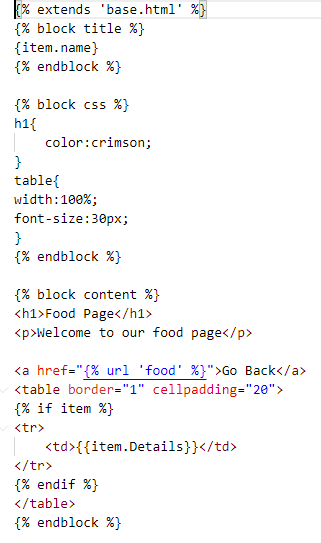 {% extends 'base.html' %}
{% block title %}
{item.name}
{% endblock %}

{% block css %}
h1{
    color:crimson;
}
table{
width:100%;
font-size:30px;
}
{% endblock %}

{% block content %}
<h1>Food Page</h1>
<p>Welcome to our food page</p>

<a href="{% url 'food' %}">Go Back</a>
<table border="1" cellpadding="20">
{% if item %}
<tr>
    <td>{{item.Details}}</td>
</tr>
{% endif %}
</table>
{% endblock %}